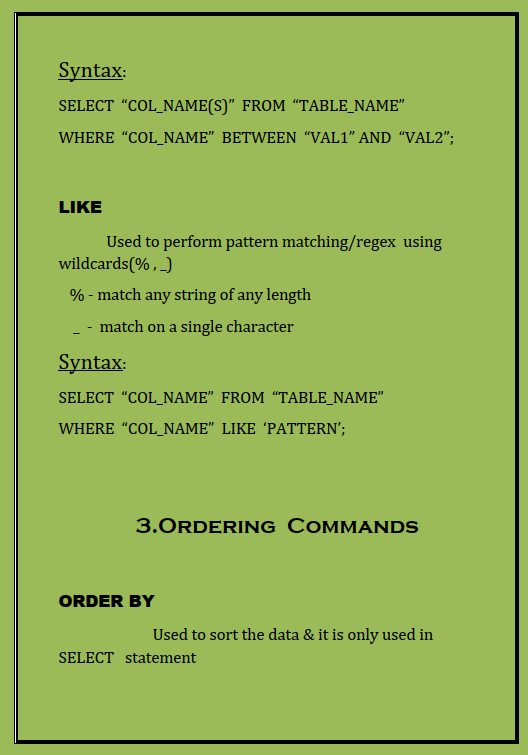 Syntax:
SELECT “COL_NAME(S)” FROM “TABLE_NAME”
WHERE “COL_NAME” BETWEEN “VAL1” AND “VAL2”;
LIKE
Used to perform pattern matching/regex using
wildcards(% , _)
% - match any string of any length
_ - match on a single character
Syntax:
SELECT “COL_NAME” FROM “TABLE_NAME”
WHERE “COL_NAME” LIKE ‘PATTERN’;
3.Ordering Commands
ORDER BY
Used to sort the data & it is only used in
SELECT statement